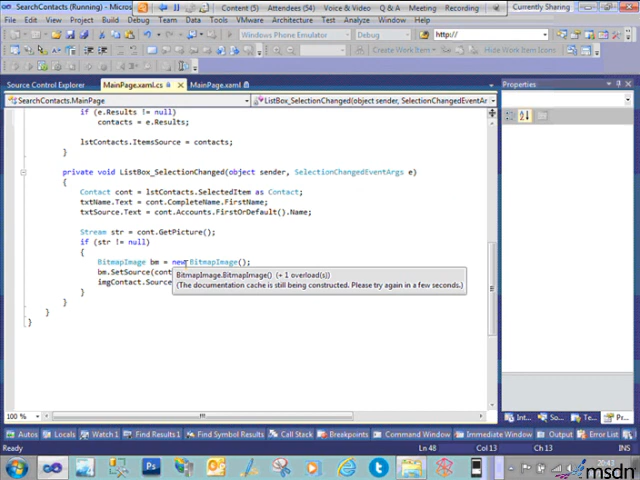 SearchContacts (Running) - Micros
Content (5) Attendees (54) Voice & Video Q & A Meeting Recording
Currently Sharing
File Edit View Project Build Debug Team Data Tools VMware Architecture Test Analyze Window Help
Windows Phone Emulator
http://
Create Work Item
Hide Work Item Instances
Source Control Explorer MainPage.xaml.cs MainPage.xaml
Properties
SearchContacts.MainPage
ListBox_SelectionChanged(object sender, SelectionChangedEventAr
if (e.Results != null)
contacts = e.Results;
lstContacts.ItemsSource = contacts;
}
private void ListBox_SelectionChanged(object sender, SelectionChangedEventArgs e)
{
Contact cont = lstContacts.SelectedItem as Contact;
txtName.Text = cont.CompleteName.FirstName;
txtSource.Text = cont.Accounts.FirstOrDefault().Name;
Stream str = cont.GetPicture();
if (str != null)
{
BitmapImage bm = new BitmapImage();
bm.SetSource(cont
imgContact.Source
BitmapImage.BitmapImage() (+ 1 overload(s))
(The documentation cache is still being constructed. Please try again in a few seconds.)
}
}
}
}
100 %
Autos Locals Watch 1 Find Results 1 Find Symbol Results Call Stack Breakpoints Command Window Immediate Window Output Error List
Int... So... Te... Pr...
Ln 48 Col 13 Ch 13 INS
20:43
msdn